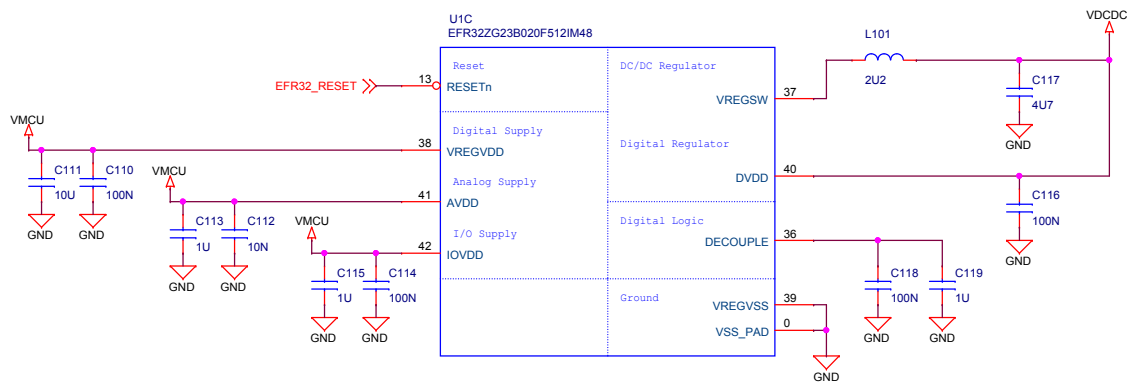 U1C
EFR32ZG23B020F512IM48
VDCDC
L101
2U2
Reset
DC/DC Regulator
EFR32_RESET
13
RESETn
37
VREGSW
C117
4U7
GND
VMCU
Digital Supply
38
VREGVDD
Digital Regulator
C111
10U
C110
100N
GND
GND
VMCU
Analog Supply
41
AVDD
40
DVDD
C116
100N
GND
C113
1U
C112
10N
GND
GND
VMCU
I/O Supply
42
IOVDD
Digital Logic
36
DECOUPLE
C115
1U
C114
100N
GND
GND
C118
100N
C119
1U
GND
GND
Ground
39
VREGVSS
0
VSS_PAD
GND